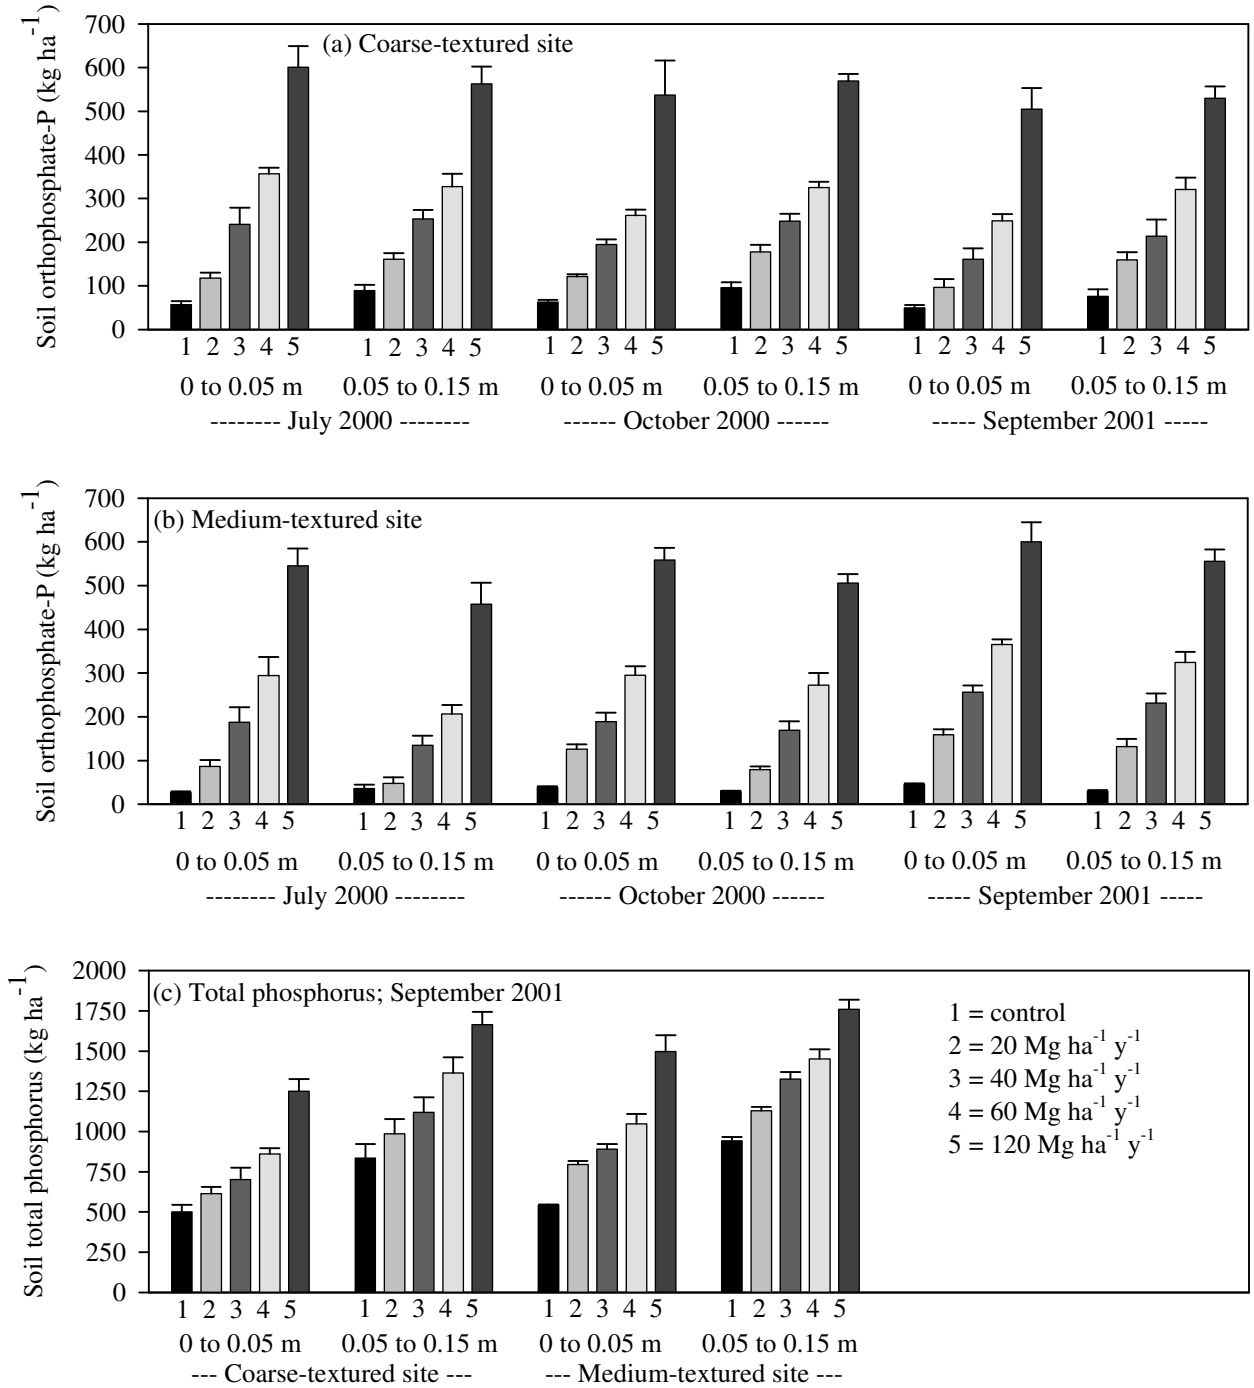 Soil orthophosphate-P (kg ha-1)
700
600
500
400
300
200
100
0
(a) Coarse-textured site
1 2 3 4 5 1 2 3 4 5 1 2 3 4 5 1 2 3 4 5 1 2 3 4 5 1 2 3 4 5
0 to 0.05 m 0.05 to 0.15 m 0 to 0.05 m 0.05 to 0.15 m 0 to 0.05 m 0.05 to 0.15 m
-------- July 2000 -------- ------ October 2000 ------ ----- September 2001 -----
Soil orthophosphate-P (kg ha-1)
700
600
500
400
300
200
100
0
(b) Medium-textured site
1 2 3 4 5 1 2 3 4 5 1 2 3 4 5 1 2 3 4 5 1 2 3 4 5 1 2 3 4 5
0 to 0.05 m 0.05 to 0.15 m 0 to 0.05 m 0.05 to 0.15 m 0 to 0.05 m 0.05 to 0.15 m
-------- July 2000 -------- ------ October 2000 ------ ----- September 2001 -----
Soil total phosphorus (kg ha-1)
2000
1750
1500
1250
1000
750
500
250
0
(c) Total phosphorus; September 2001
1 = control
2 = 20 Mg ha-1 y-1
3 = 40 Mg ha-1 y-1
4 = 60 Mg ha-1 y-1
5 = 120 Mg ha-1 y-1
1 2 3 4 5 1 2 3 4 5 1 2 3 4 5 1 2 3 4 5
0 to 0.05 m 0.05 to 0.15 m 0 to 0.05 m 0.05 to 0.15 m
--- Coarse-textured site --- --- Medium-textured site ---